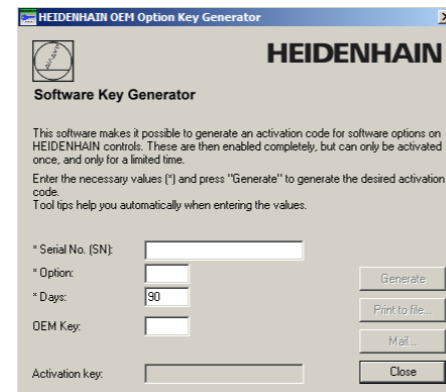 HEIDENHAIN OEM Option Key Generator
HEIDENHAIN
Software Key Generator
This software makes it possible to generate an activation code for software options on
HEIDENHAIN controls. These are then enabled completely, but can only be activated
once, and only for a limited time.
Enter the necessary values (*) and press "Generate" to generate the desired activation
code.
Tool tips help you automatically when entering the values.
* Serial No. (SN):
* Option:
Generate
* Days:
90
Print to file...
OEM Key:
Mail...
Activation key:
Close